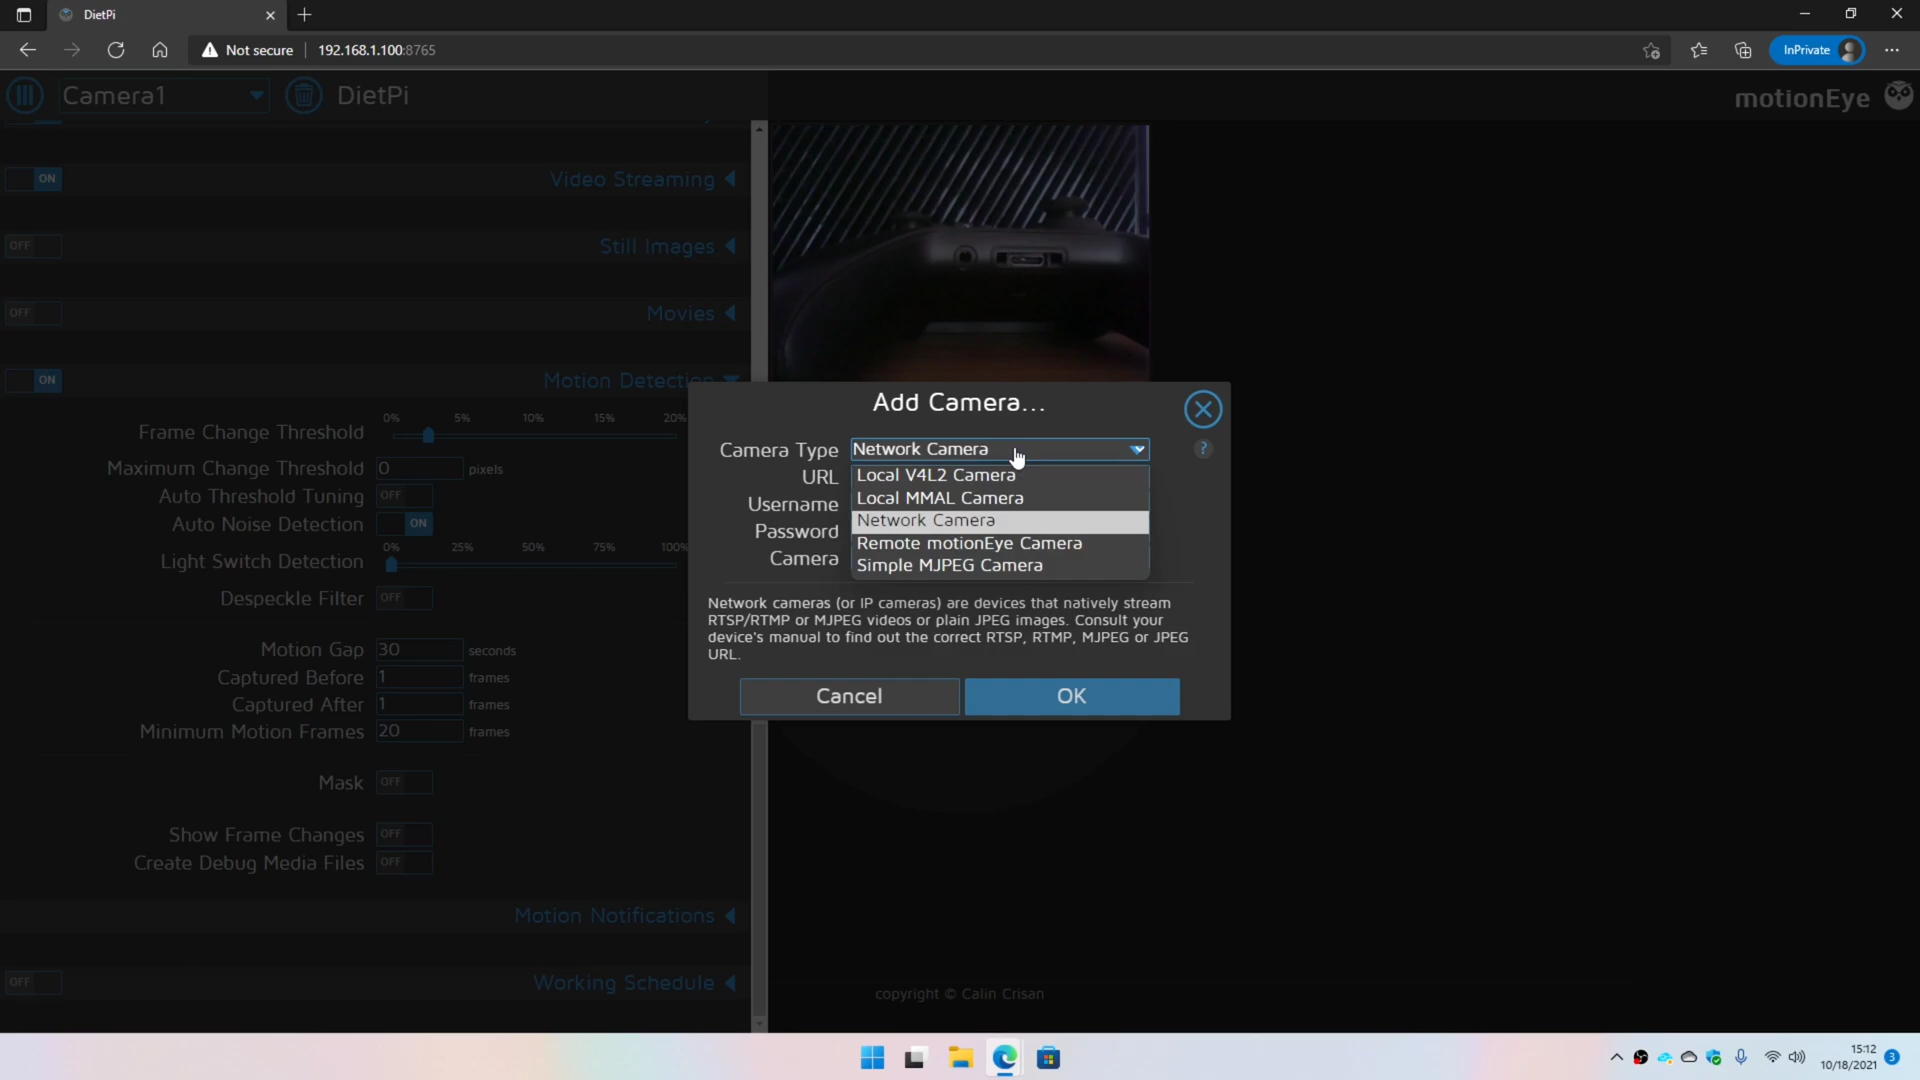 DietPi
Not secure 192.168.1.100:8765
InPrivate
Camera1 DietPi
motionEye
ON Video Streaming
OFF Still Images
OFF Movies
ON Motion Detection
0% 5% 10% 15% 20%
Frame Change Threshold
Maximum Change Threshold 0 pixels
Auto Threshold Tuning OFF
Auto Noise Detection ON
0% 25% 50% 75% 100%
Light Switch Detection
Despeckle Filter OFF
Motion Gap 30 seconds
Captured Before 1 frames
Captured After 1 frames
Minimum Motion Frames 20 frames
Mask OFF
Show Frame Changes OFF
Create Debug Media Files OFF
Motion Notifications
OFF Working Schedule
Add Camera...
Camera Type Network Camera ?
URL
Username
Password
Camera
Local V4L2 Camera
Local MMAL Camera
Network Camera
Remote motionEye Camera
Simple MJPEG Camera
Network cameras (or IP cameras) are devices that natively stream
RTSP/RTMP or MJPEG videos or plain JPEG images. Consult your
device's manual to find out the correct RTSP, RTMP, MJPEG or JPEG
URL.
Cancel OK
copyright © Calin Crisan
15:12
10/18/2021
3